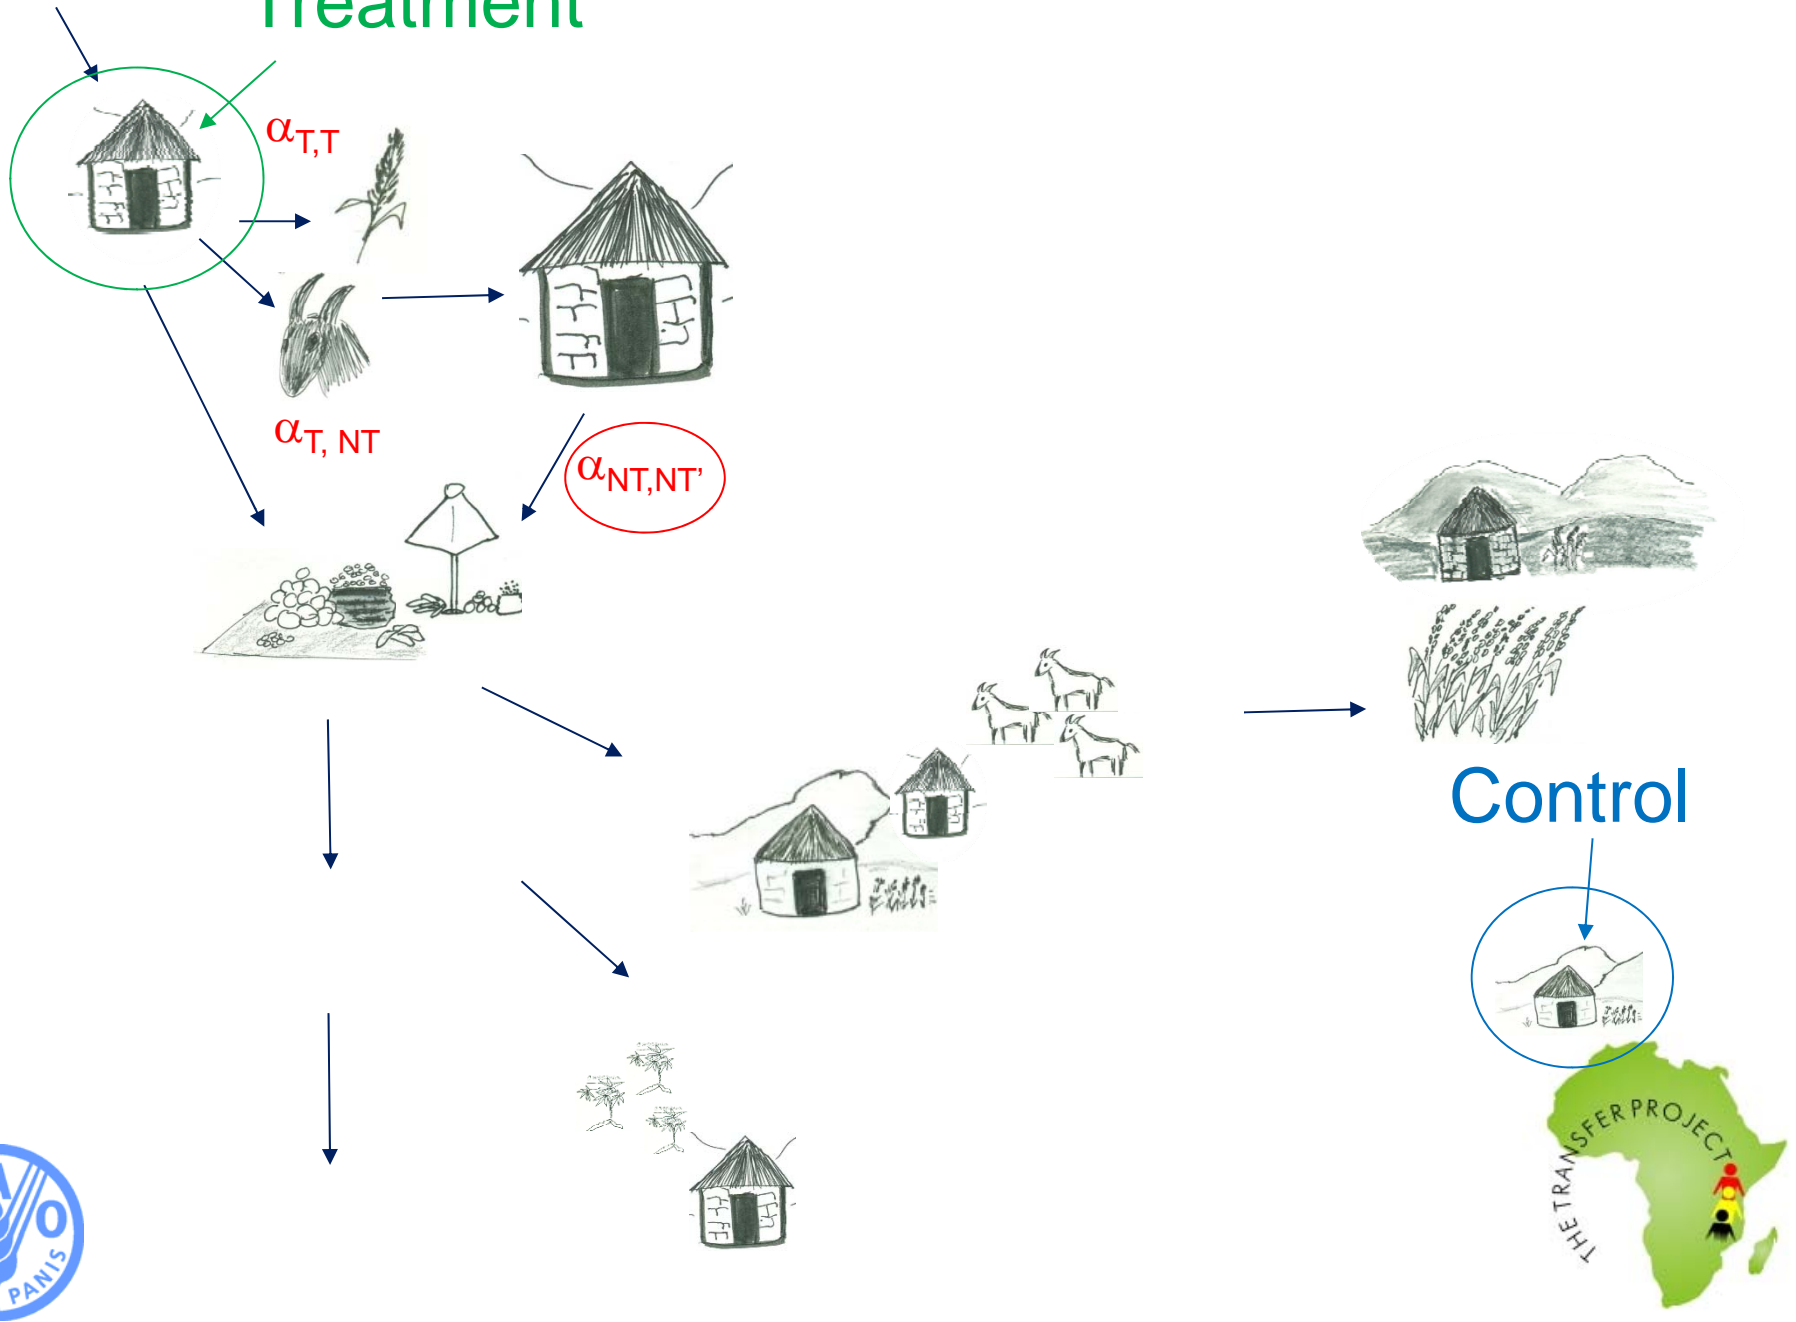 Treatment
αT,T
αT, NT
αNT,NT’
Control
THE TRANSFER PROJECT
A O
PANIS